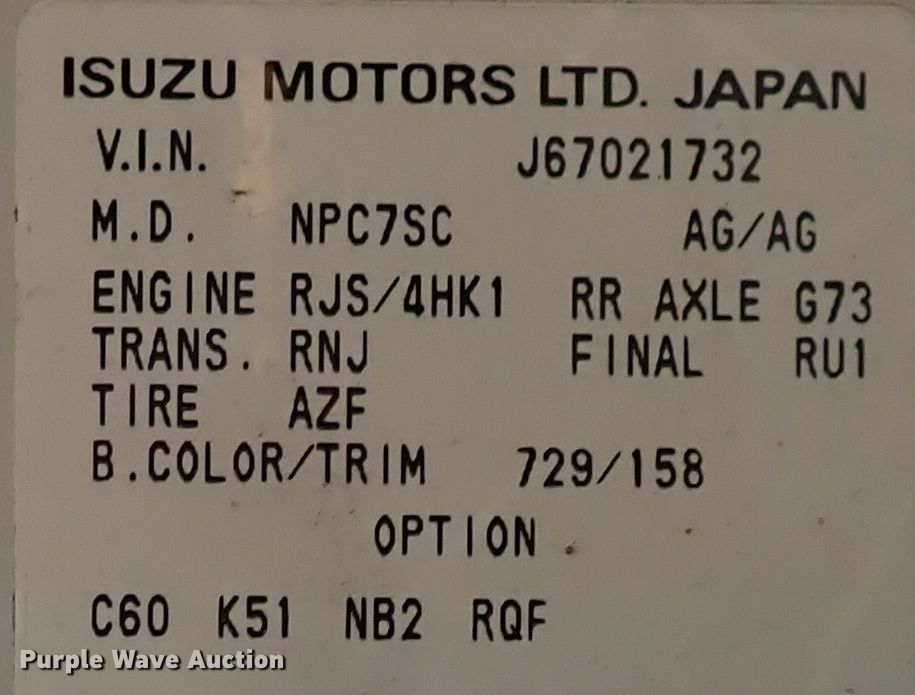 ISUZU MOTORS LTD. JAPAN
V.I.N. J67021732
M.D. NPC7SC AG/AG
ENGINE RJS/4HK1 RR AXLE G73
TRANS. RNJ FINAL RU1
TIRE AZF
B.COLOR/TRIM 729/158
OPTION
C60 K51 NB2 RQF
Purple Wave Auction